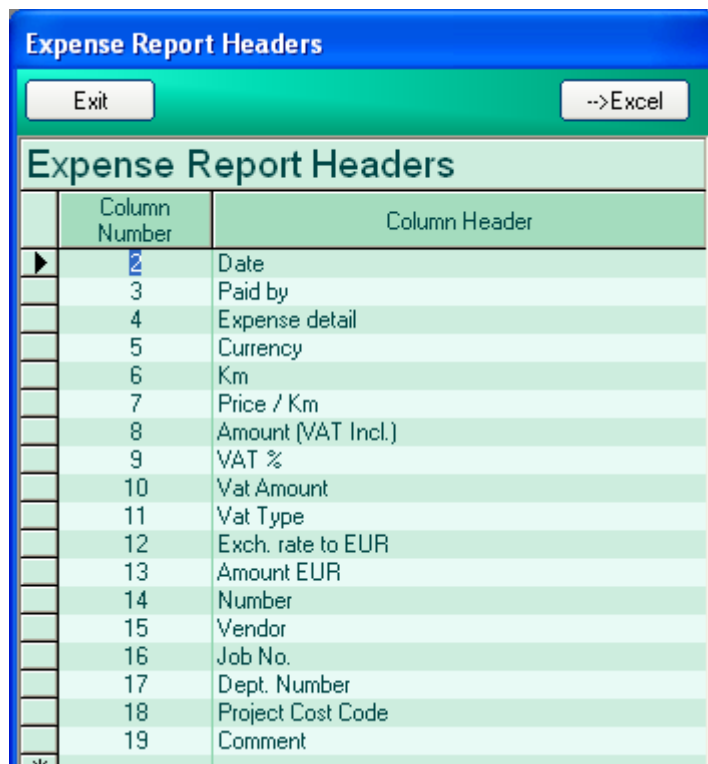 Expense Report Headers
Exit -->Excel
Expense Report Headers
Column Number Column Header
2 Date
3 Paid by
4 Expense detail
5 Currency
6 Km
7 Price / Km
8 Amount (VAT Incl.)
9 VAT %
10 Vat Amount
11 Vat Type
12 Exch. rate to EUR
13 Amount EUR
14 Number
15 Vendor
16 Job No.
17 Dept. Number
18 Project Cost Code
19 Comment